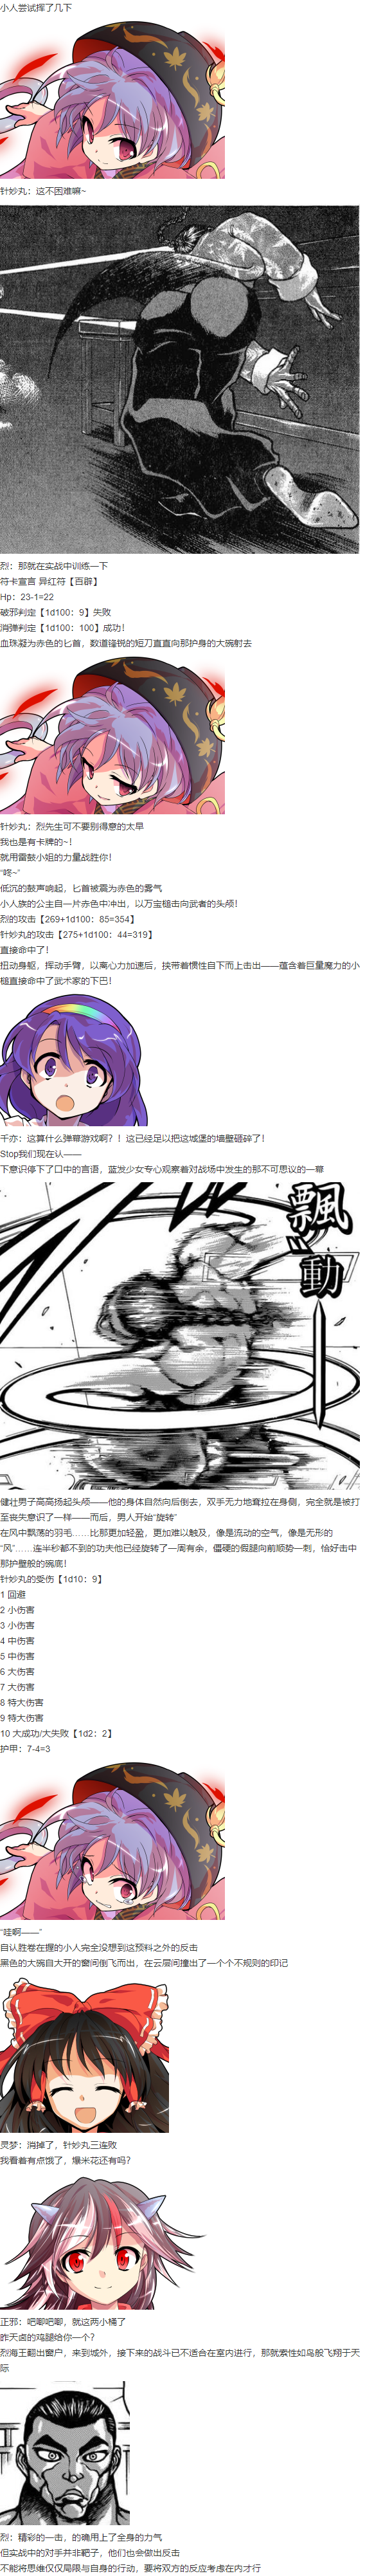 小人尝试挥了几下
针妙丸：这不困难嘛~
烈：那就在实战中训练一下
符卡宣言 异红符【百辟】
Hp：23-1=22
破邪判定【1d100：9】失败
消弹判定【1d100：100】成功！
血珠凝为赤色的匕首，数道锋锐的短刀直直向那护身的大碗射去
针妙丸：烈先生可不要别得意的太早
我也是有卡牌的~！
就用雷鼓小姐的力量战胜你！
“咚~”
低沉的鼓声响起，匕首被震为赤色的雾气
小人族的公主自一片赤色中冲出，以万宝槌击向武者的头颅！
烈的攻击【269+1d100：85=354】
针妙丸的攻击【275+1d100：44=319】
直接命中了！
扭动身躯，挥动手臂，以离心力加速后，挟带着惯性自下而上击出——蕴含着巨量魔力的小
槌直接命中了武术家的下巴！
千亦：这算什么弹幕游戏啊？！这已经足以把这城堡的墙壁砸碎了！
Stop我们现在认——
下意识停下了口中的言语，蓝发少女专心观察着对战场中发生的那不可思议的一幕
飘動
健壮男子高高扬起头颅——他的身体自然向后倒去，双手无力地耷拉在身侧，完全就是被打
至丧失意识了一样——而后，男人开始“旋转”
在风中飘荡的羽毛……比那更加轻盈，更加难以触及，像是流动的空气，像是无形的
“风”……连半秒都不到的功夫他已经旋转了一周有余，僵硬的假腿向前顺势一刺，恰好击中
那护壁般的碗底！
针妙丸的受伤【1d10：9】
1 回避
2 小伤害
3 小伤害
4 中伤害
5 中伤害
6 大伤害
7 大伤害
8 特大伤害
9 特大伤害
10 大成功/大失败【1d2：2】
护甲：7-4=3
“哇啊——”
自认胜卷在握的小人完全没想到这预料之外的反击
黑色的大碗自大开的窗间倒飞而出，在云层间撞出了一个个不规则的印记
灵梦：消掉了，针妙丸三连败
我看着有点饿了，爆米花还有吗？
正邪：吧唧吧唧，就这两小桶了
昨天卤的鸡腿给你一个？
烈海王翻出窗户，来到城外，接下来的战斗已不适合在室内进行，那就索性如鸟般飞翔于天
际
烈：精彩的一击，的确用上了全身的力气
但实战中的对手并非靶子，他们也会做出反击
不能将思维仅仅局限与自身的行动，要将双方的反应考虑在内才行